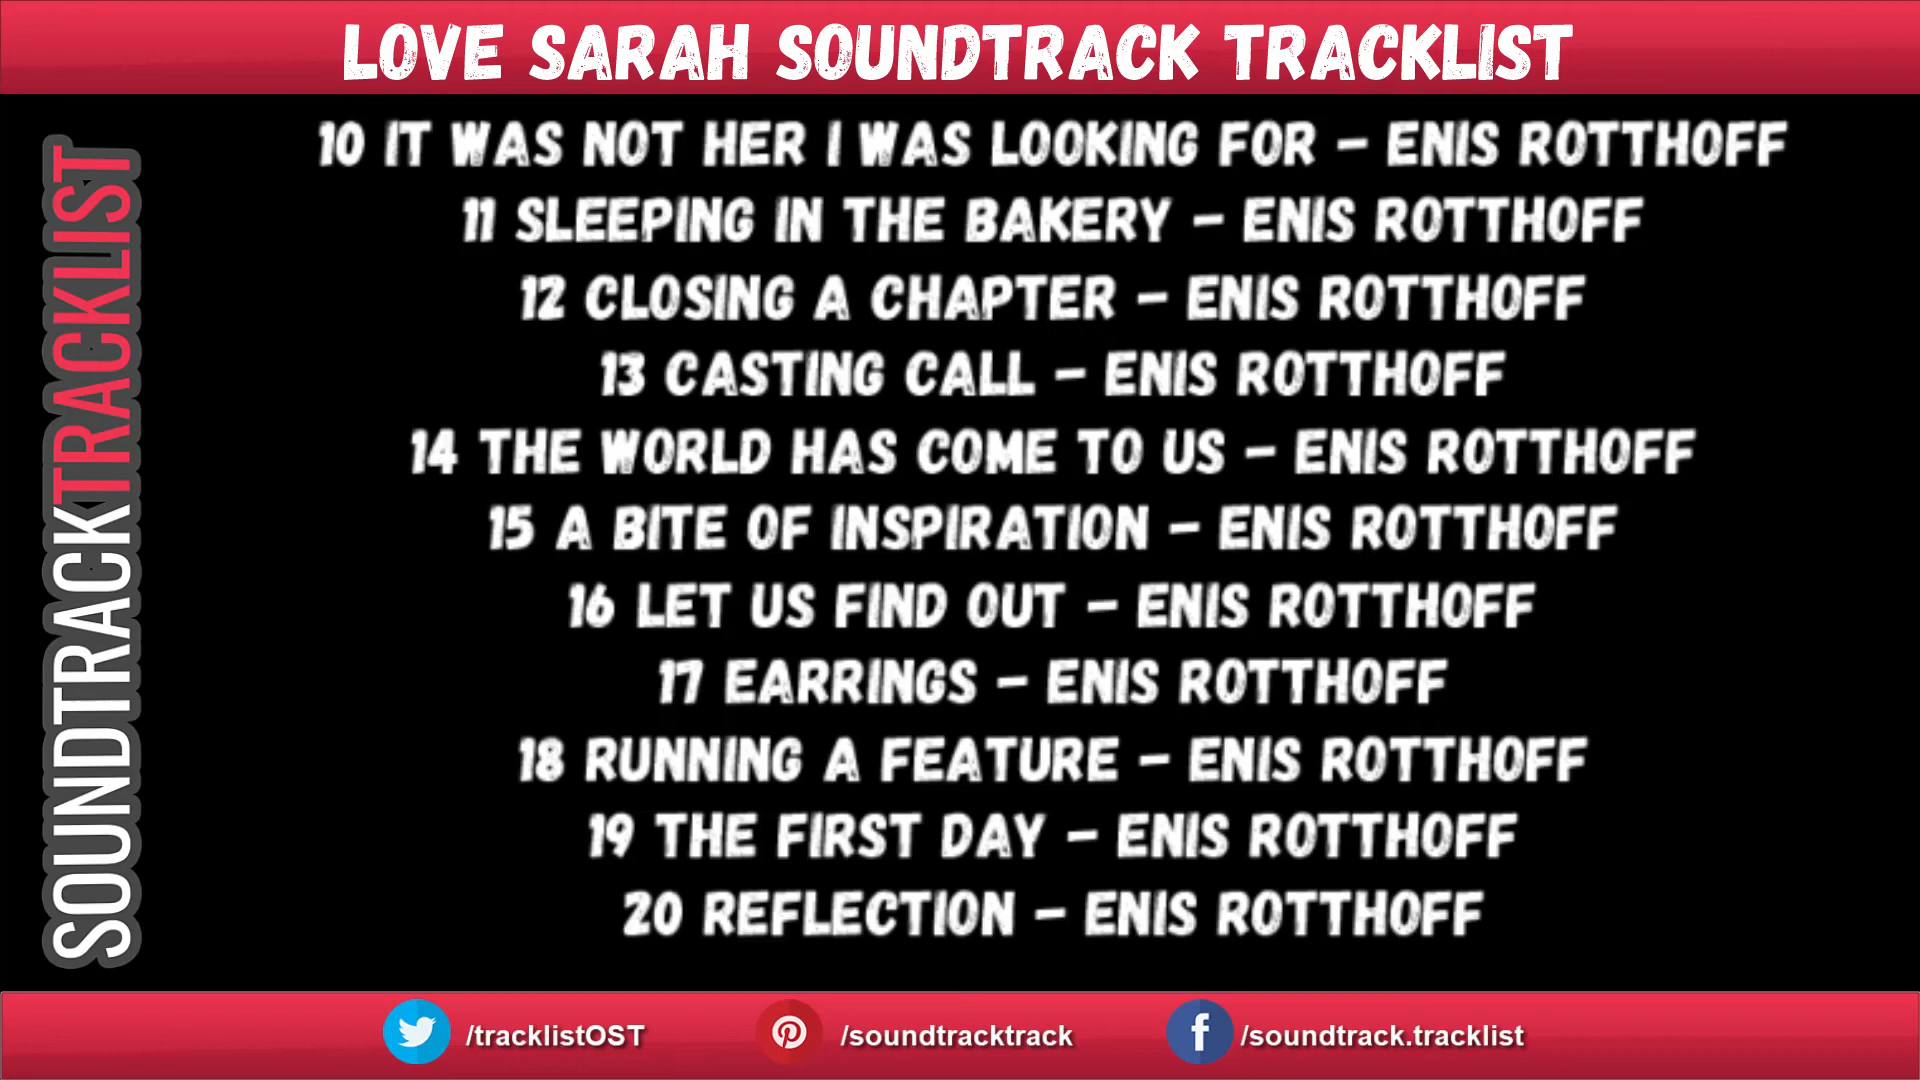 LOVE SARAH SOUNDTRACK TRACKLIST
SOUNDTRACKTRACKLIST
10 IT WAS NOT HER I WAS LOOKING FOR – ENIS ROTTHOFF
11 SLEEPING IN THE BAKERY – ENIS ROTTHOFF
12 CLOSING A CHAPTER – ENIS ROTTHOFF
13 CASTING CALL – ENIS ROTTHOFF
14 THE WORLD HAS COME TO US – ENIS ROTTHOFF
15 A BITE OF INSPIRATION – ENIS ROTTHOFF
16 LET US FIND OUT – ENIS ROTTHOFF
17 EARRINGS – ENIS ROTTHOFF
18 RUNNING A FEATURE – ENIS ROTTHOFF
19 THE FIRST DAY – ENIS ROTTHOFF
20 REFLECTION – ENIS ROTTHOFF
/tracklistOST /soundtracktrack /soundtrack.tracklist